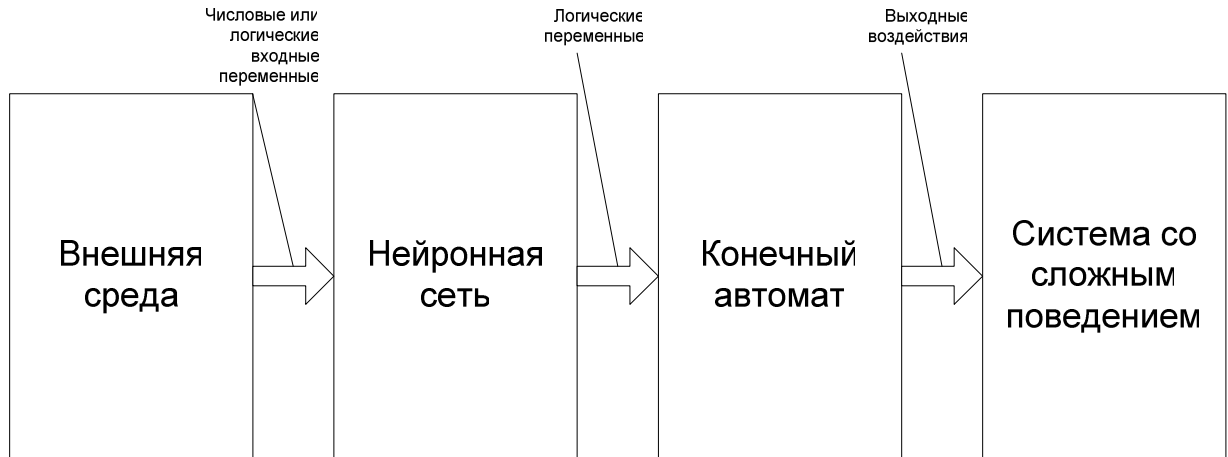 Числовые или
логические
входные
переменные
Логические
переменные
Выходные
воздействия
Внешняя
среда
Нейронная
сеть
Конечный
автомат
Система со
сложным
поведением